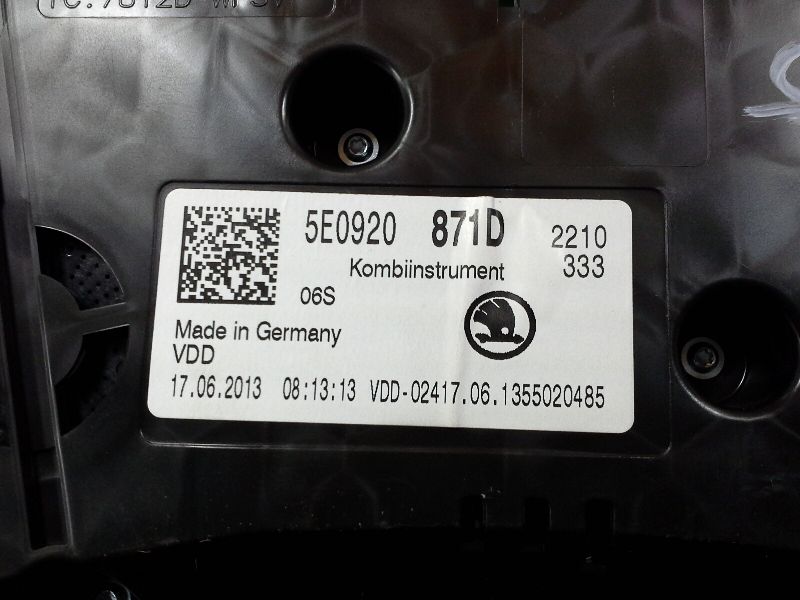 5E0920 871D 2210
Kombiinstrument 333
06S
Made in Germany
VDD
17.06.2013 08:13:13 VDD-02417.06.1355020485